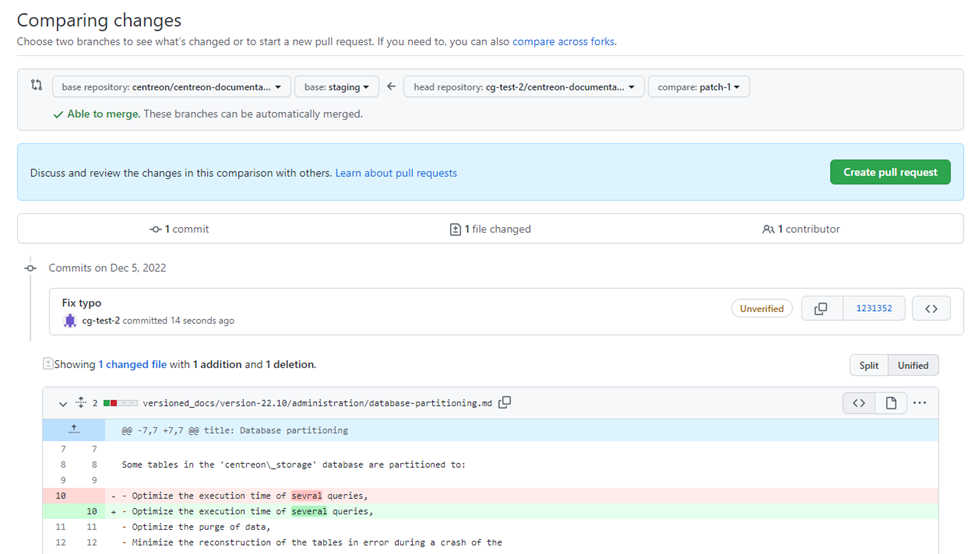 Comparing changes
Choose two branches to see what's changed or to start a new pull request. If you need to, you can also compare across forks.
base repository: centreon/centreon-documenta... base: staging head repository: cg-test-2/centreon-documenta... compare: patch-1
Able to merge. These branches can be automatically merged.
Discuss and review the changes in this comparison with others. Learn about pull requests Create pull request
1 commit 1 file changed 1 contributor
Commits on Dec 5, 2022
Fix typo
cg-test-2 committed 14 seconds ago Unverified 1231352
Showing 1 changed file with 1 addition and 1 deletion. Split Unified
2 versioned_docs/version-22.10/administration/database-partitioning.md
@@ -7,7 +7,7 @@ title: Database partitioning
7 7
8 8 Some tables in the 'centreon\_storage' database are partitioned to:
9 9
10 - - Optimize the execution time of sevral queries,
10 + - Optimize the execution time of several queries,
11 11 - Optimize the purge of data,
12 12 - Minimize the reconstruction of the tables in error during a crash of the